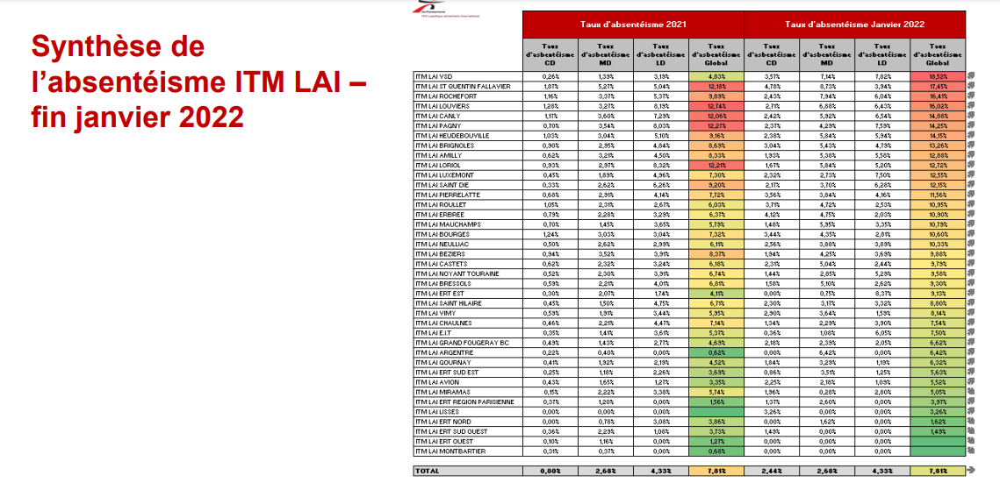 Synthèse de
l'absentéisme ITM LAI –
fin janvier 2022
ITM Logistique alimentaire International
Taux d'absentéisme 2021 Taux d'absentéisme Janvier 2022
Taux d'asbentéisme CD Taux d'asbentéisme MD Taux d'asbentéisme LD Taux d'asbentéisme Global Taux d'asbentéisme CD Taux d'asbentéisme MD Taux d'asbentéisme LD Taux d'asbentéisme Global
ITM LAI VSD 0,26% 1,39% 3,19% 4,83% 3,57% 7,14% 7,82% 18,52%
ITM LAI ST QUENTIN FALLAVIER 1,87% 5,27% 5,04% 12,18% 4,78% 8,73% 3,94% 17,45%
ITM LAI ROCHEFORT 1,16% 3,37% 5,37% 9,89% 2,43% 7,94% 6,04% 16,41%
ITM LAI LOUVIERS 1,28% 3,27% 8,19% 12,74% 2,71% 6,88% 6,43% 16,02%
ITM LAI CANLY 1,17% 3,60% 7,29% 12,06% 2,42% 5,92% 6,54% 14,88%
ITM LAI PAGNY 0,70% 3,54% 8,03% 12,27% 2,37% 4,29% 7,59% 14,25%
ITM LAI HEUDEBOUVILLE 1,03% 3,04% 5,10% 9,16% 2,38% 5,84% 5,94% 14,15%
ITM LAI BRIGNOLES 0,90% 2,95% 4,84% 8,69% 3,04% 5,43% 4,79% 13,26%
ITM LAI AMILLY 0,62% 3,21% 4,50% 8,33% 1,93% 5,38% 5,58% 12,88%
ITM LAI LORIOL 0,93% 2,97% 8,32% 12,21% 1,67% 5,84% 5,20% 12,72%
ITM LAI LUXEMONT 0,45% 1,89% 4,96% 7,30% 2,32% 2,73% 7,50% 12,55%
ITM LAI SAINT DIE 0,33% 2,62% 6,26% 9,20% 2,17% 3,70% 6,28% 12,15%
ITM LAI PIERRELATTE 0,68% 2,91% 4,14% 7,72% 3,56% 3,84% 4,16% 11,56%
ITM LAI ROULLET 1,05% 2,31% 2,67% 6,03% 3,71% 4,72% 2,53% 10,95%
ITM LAI ERBREE 0,79% 2,28% 3,29% 6,37% 4,12% 4,75% 2,03% 10,90%
ITM LAI MAUCHAMPS 0,70% 1,45% 3,65% 5,79% 1,48% 5,95% 3,35% 10,79%
ITM LAI BOURGES 1,24% 3,03% 3,04% 7,32% 3,44% 4,35% 2,81% 10,60%
ITM LAI NEULLIAC 0,50% 2,62% 2,99% 6,11% 2,56% 3,88% 3,89% 10,33%
ITM LAI BEZIERS 0,94% 3,52% 3,91% 8,37% 1,94% 4,25% 3,69% 9,88%
ITM LAI CASTETS 0,62% 2,32% 3,24% 6,18% 2,31% 5,04% 2,44% 9,79%
ITM LAI NOYANT TOURAINE 0,52% 2,30% 3,91% 6,74% 1,44% 2,85% 5,29% 9,58%
ITM LAI BRESSOLS 0,59% 2,21% 4,01% 6,81% 1,58% 5,10% 2,62% 9,30%
ITM LAI ERT EST 0,30% 2,07% 1,74% 4,11% 0,00% 0,75% 8,37% 9,13%
ITM LAI SAINT HILAIRE 0,45% 1,50% 4,75% 6,71% 2,30% 3,17% 3,32% 8,80%
ITM LAI VIMY 0,59% 1,91% 3,44% 5,95% 2,90% 3,64% 1,59% 8,14%
ITM LAI CHAULNES 0,46% 2,21% 4,47% 7,14% 1,34% 2,29% 3,90% 7,54%
ITM LAI E.I.T 0,35% 1,41% 3,61% 5,37% 0,36% 1,08% 6,05% 7,50%
ITM LAI GRAND FOUGERAY BC 0,49% 1,43% 2,77% 4,69% 2,18% 2,39% 2,05% 6,62%
ITM LAI ARGENTRE 0,22% 0,40% 0,00% 0,62% 0,00% 6,42% 0,00% 6,42%
ITM LAI GOURNAY 0,41% 1,92% 2,19% 4,52% 1,84% 3,29% 1,19% 6,32%
ITM LAI ERT SUD EST 0,25% 1,18% 2,26% 3,69% 0,86% 3,51% 1,25% 5,63%
ITM LAI AVION 0,43% 1,65% 1,27% 3,35% 2,25% 2,18% 1,09% 5,52%
ITM LAI MIRAMAS 0,15% 2,22% 3,38% 5,74% 1,96% 0,28% 2,80% 5,05%
ITM LAI ERT REGION PARISIENNE 0,37% 1,20% 0,00% 1,56% 1,37% 2,60% 0,00% 3,97%
ITM LAI LISSES 0,00% 0,00% 0,00% 3,26% 0,00% 0,00% 3,26%
ITM LAI ERT NORD 0,00% 0,78% 3,08% 3,86% 0,00% 1,62% 0,00% 1,62%
ITM LAI ERT SUD OUEST 0,36% 2,29% 1,08% 3,73% 1,49% 0,00% 0,00% 1,49%
ITM LAI ERT OUEST 0,10% 1,16% 0,00% 1,27% 0,00% 0,00% 0,00%
ITM LAI MONTBARTIER 0,31% 0,37% 0,00% 0,68% 0,00% 0,00% 0,00%
TOTAL 0,80% 2,68% 4,33% 7,81% 2,44% 2,68% 4,33% 7,81%